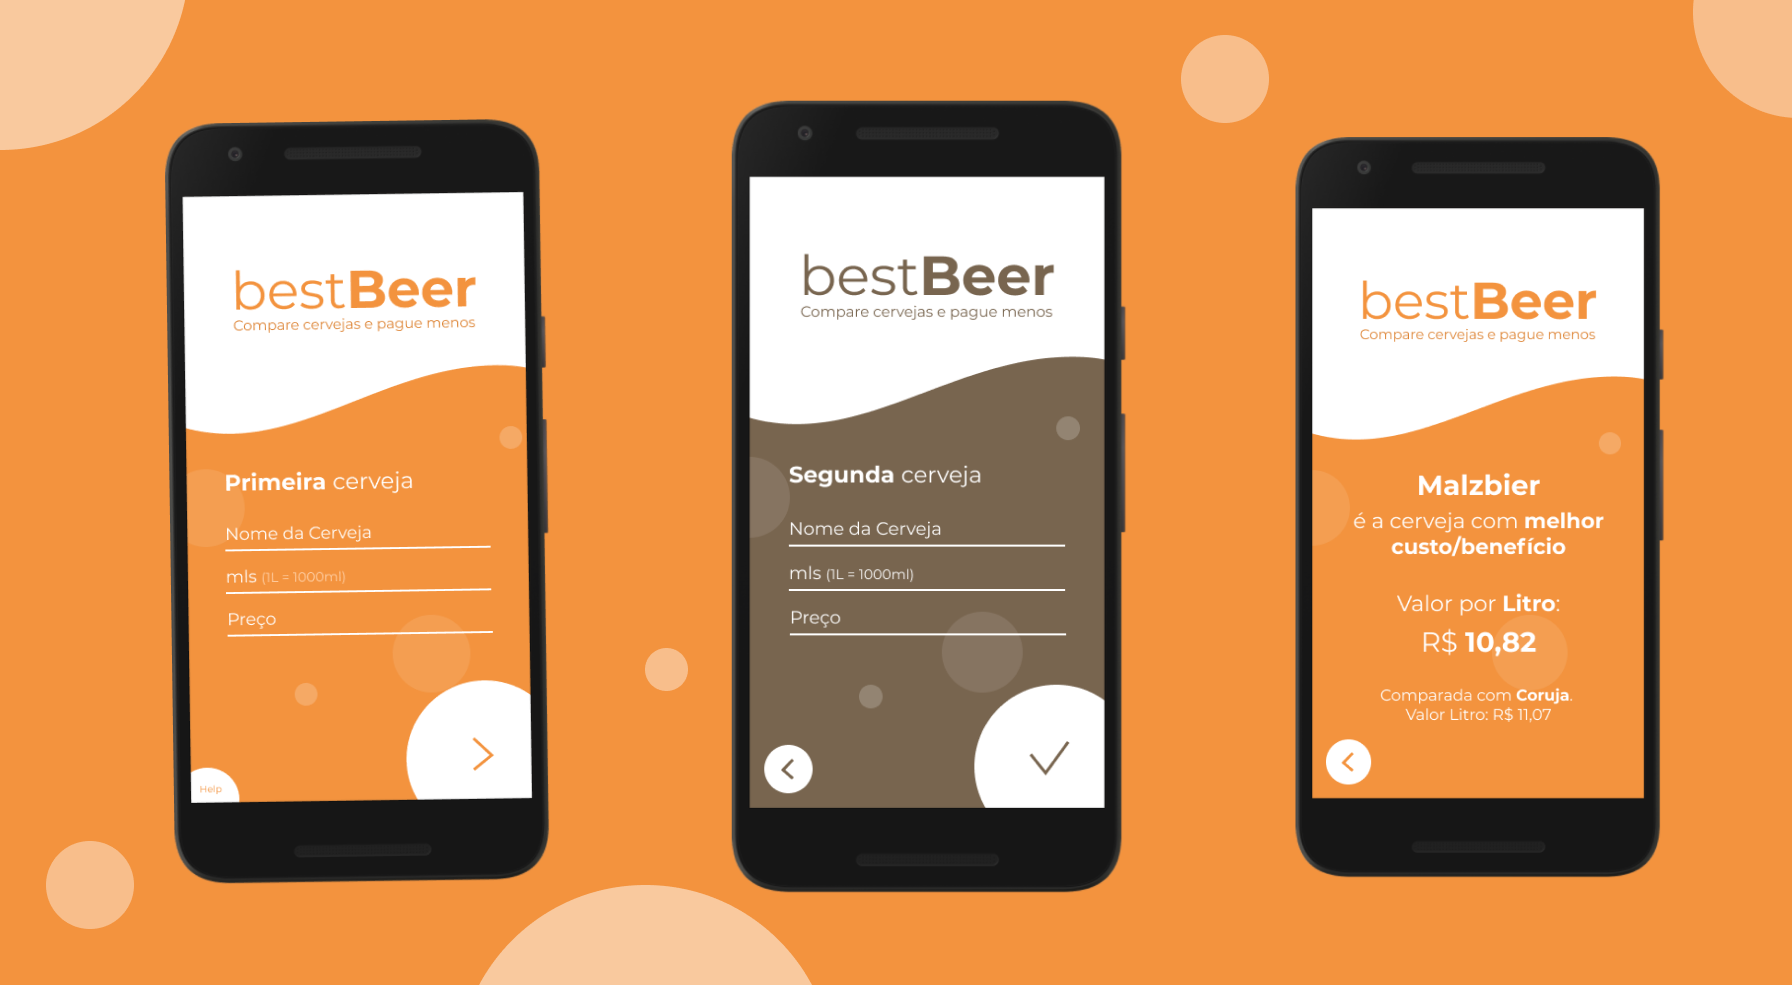 bestBeer
Compare cervejas e pague menos
Primeira cerveja
Nome da Cerveja
mls (1L = 1000ml)
Preço
Help
bestBeer
Compare cervejas e pague menos
Segunda cerveja
Nome da Cerveja
mls (1L = 1000ml)
Preço
bestBeer
Compare cervejas e pague menos
Malzbier
é a cerveja com melhor
custo/benefício
Valor por Litro:
R$ 10,82
Comparada com Coruja.
Valor Litro: R$ 11,07